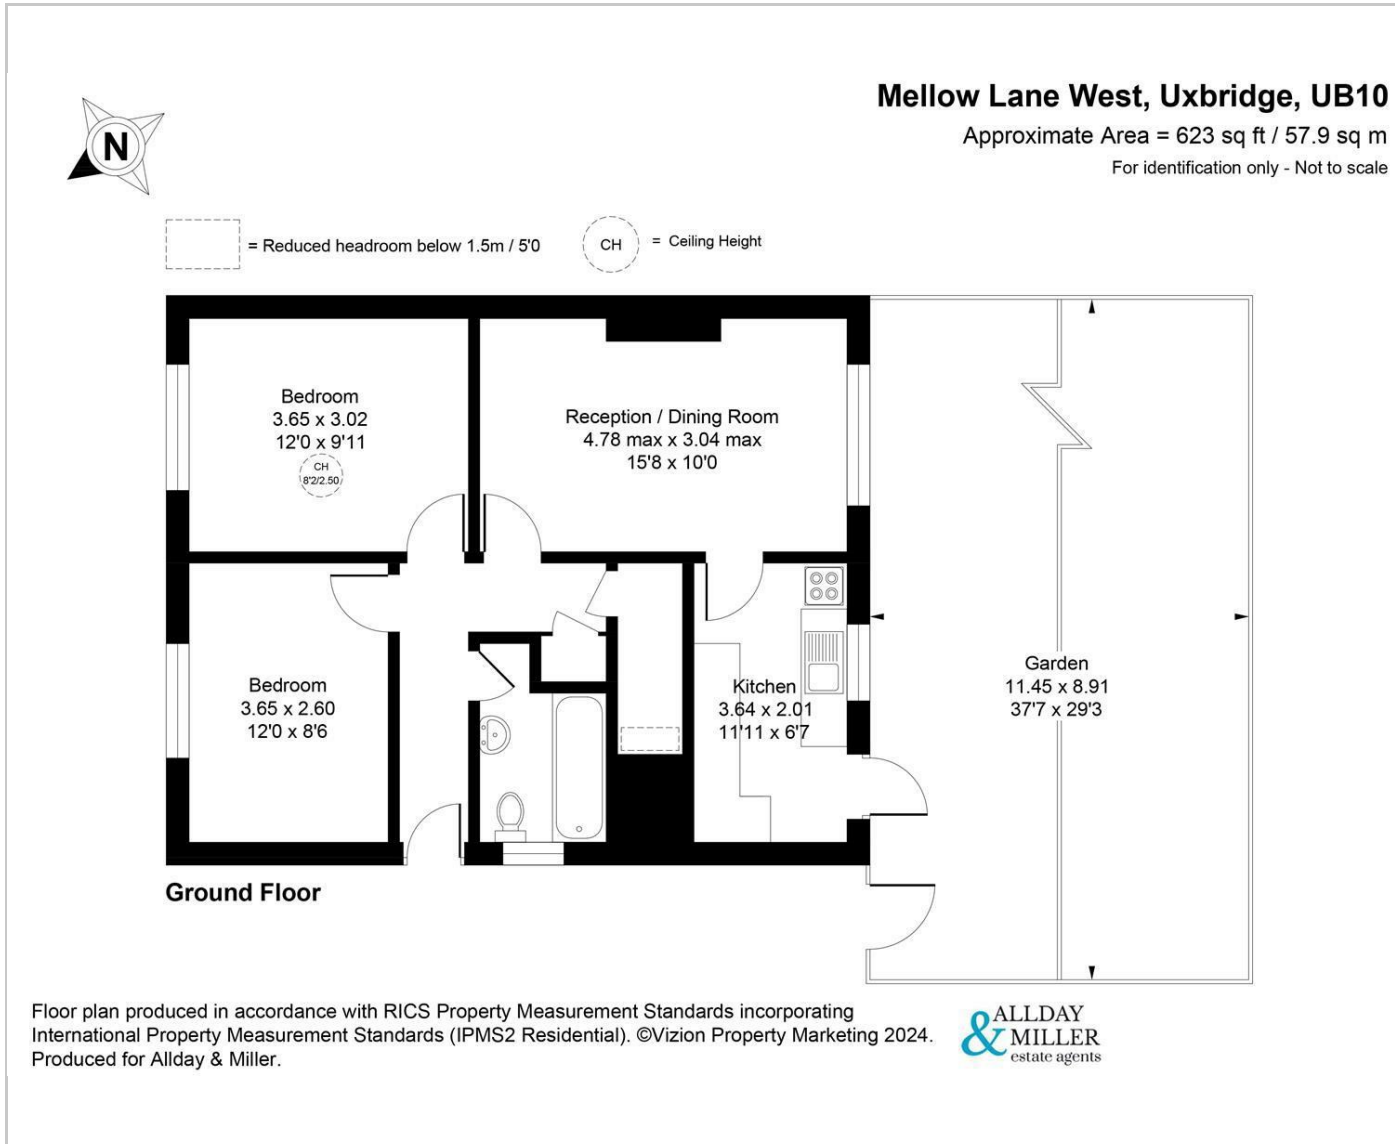 Mellow Lane West, Uxbridge, UB10
Approximate Area = 623 sq ft / 57.9 sq m
For identification only - Not to scale
N
= Reduced headroom below 1.5m / 5'0
CH
= Ceiling Height
Bedroom
3.65 x 3.02
12'0 x 9'11
CH
8'2/2.50
Reception / Dining Room
4.78 max x 3.04 max
15'8 x 10'0
Bedroom
3.65 x 2.60
12'0 x 8'6
Kitchen
3.64 x 2.01
11'11 x 6'7
Garden
11.45 x 8.91
37'7 x 29'3
Ground Floor
Floor plan produced in accordance with RICS Property Measurement Standards incorporating
International Property Measurement Standards (IPMS2 Residential). ©Vizion Property Marketing 2024.
Produced for Allday & Miller.
ALLDAY
& MILLER
estate agents